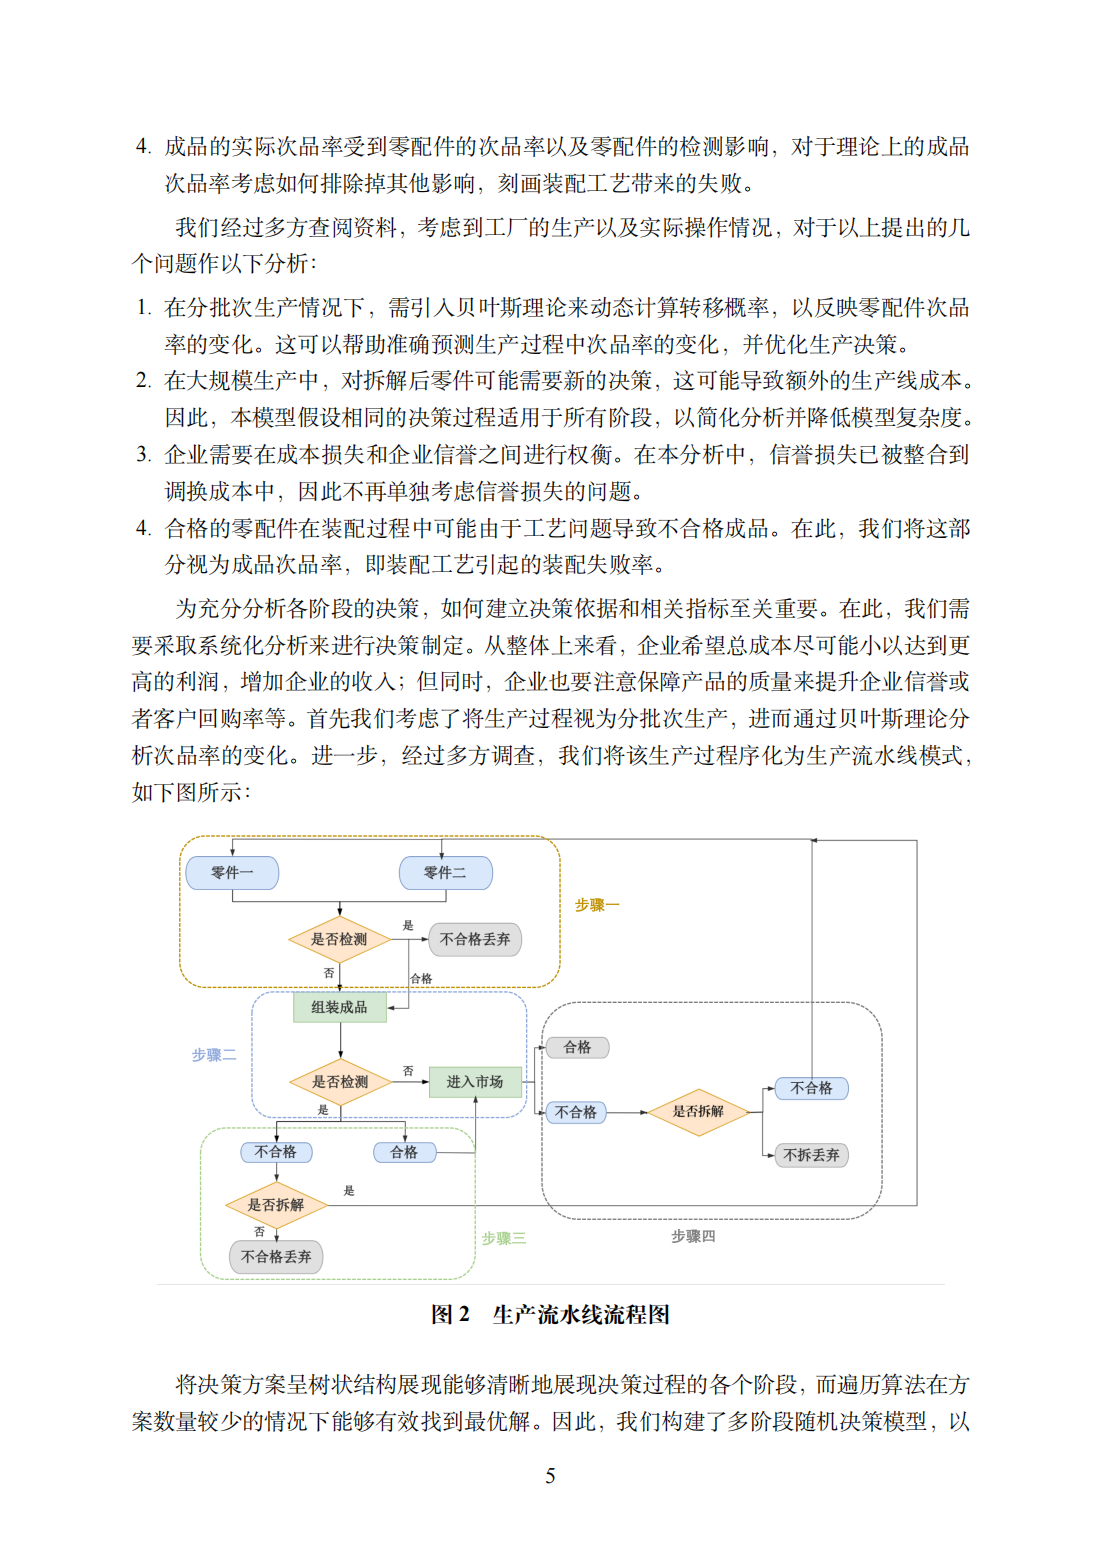 4. 成品的实际次品率受到零配件的次品率以及零配件的检测影响，对于理论上的成品
次品率考虑如何排除掉其他影响，刻画装配工艺带来的失败。
我们经过多方查阅资料，考虑到工厂的生产以及实际操作情况，对于以上提出的几
个问题作以下分析：
1. 在分批次生产情况下，需引入贝叶斯理论来动态计算转移概率，以反映零配件次品
率的变化。这可以帮助准确预测生产过程中次品率的变化，并优化生产决策。
2. 在大规模生产中，对拆解后零件可能需要新的决策，这可能导致额外的生产线成本。
因此，本模型假设相同的决策过程适用于所有阶段，以简化分析并降低模型复杂度。
3. 企业需要在成本损失和企业信誉之间进行权衡。在本分析中，信誉损失已被整合到
调换成本中，因此不再单独考虑信誉损失的问题。
4. 合格的零配件在装配过程中可能由于工艺问题导致不合格成品。在此，我们将这部
分视为成品次品率，即装配工艺引起的装配失败率。
为充分分析各阶段的决策，如何建立决策依据和相关指标至关重要。在此，我们需
要采取系统化分析来进行决策制定。从整体上来看，企业希望总成本尽可能小以达到更
高的利润，增加企业的收入；但同时，企业也要注意保障产品的质量来提升企业信誉或
者客户回购率等。首先我们考虑了将生产过程视为分批次生产，进而通过贝叶斯理论分
析次品率的变化。进一步，经过多方调查，我们将该生产过程序化为生产流水线模式，
如下图所示：
零件一
零件二
步骤一
是否检测
是
不合格丢弃
否
合格
组装成品
步骤二
是否检测
否
进入市场
是
合格
不合格
是否拆解
不合格
不拆丢弃
步骤四
不合格
合格
是否拆解
是
否
不合格丢弃
步骤三
图 2 生产流水线流程图
将决策方案呈树状结构展现能够清晰地展现决策过程的各个阶段，而遍历算法在方
案数量较少的情况下能够有效找到最优解。因此，我们构建了多阶段随机决策模型，以
5